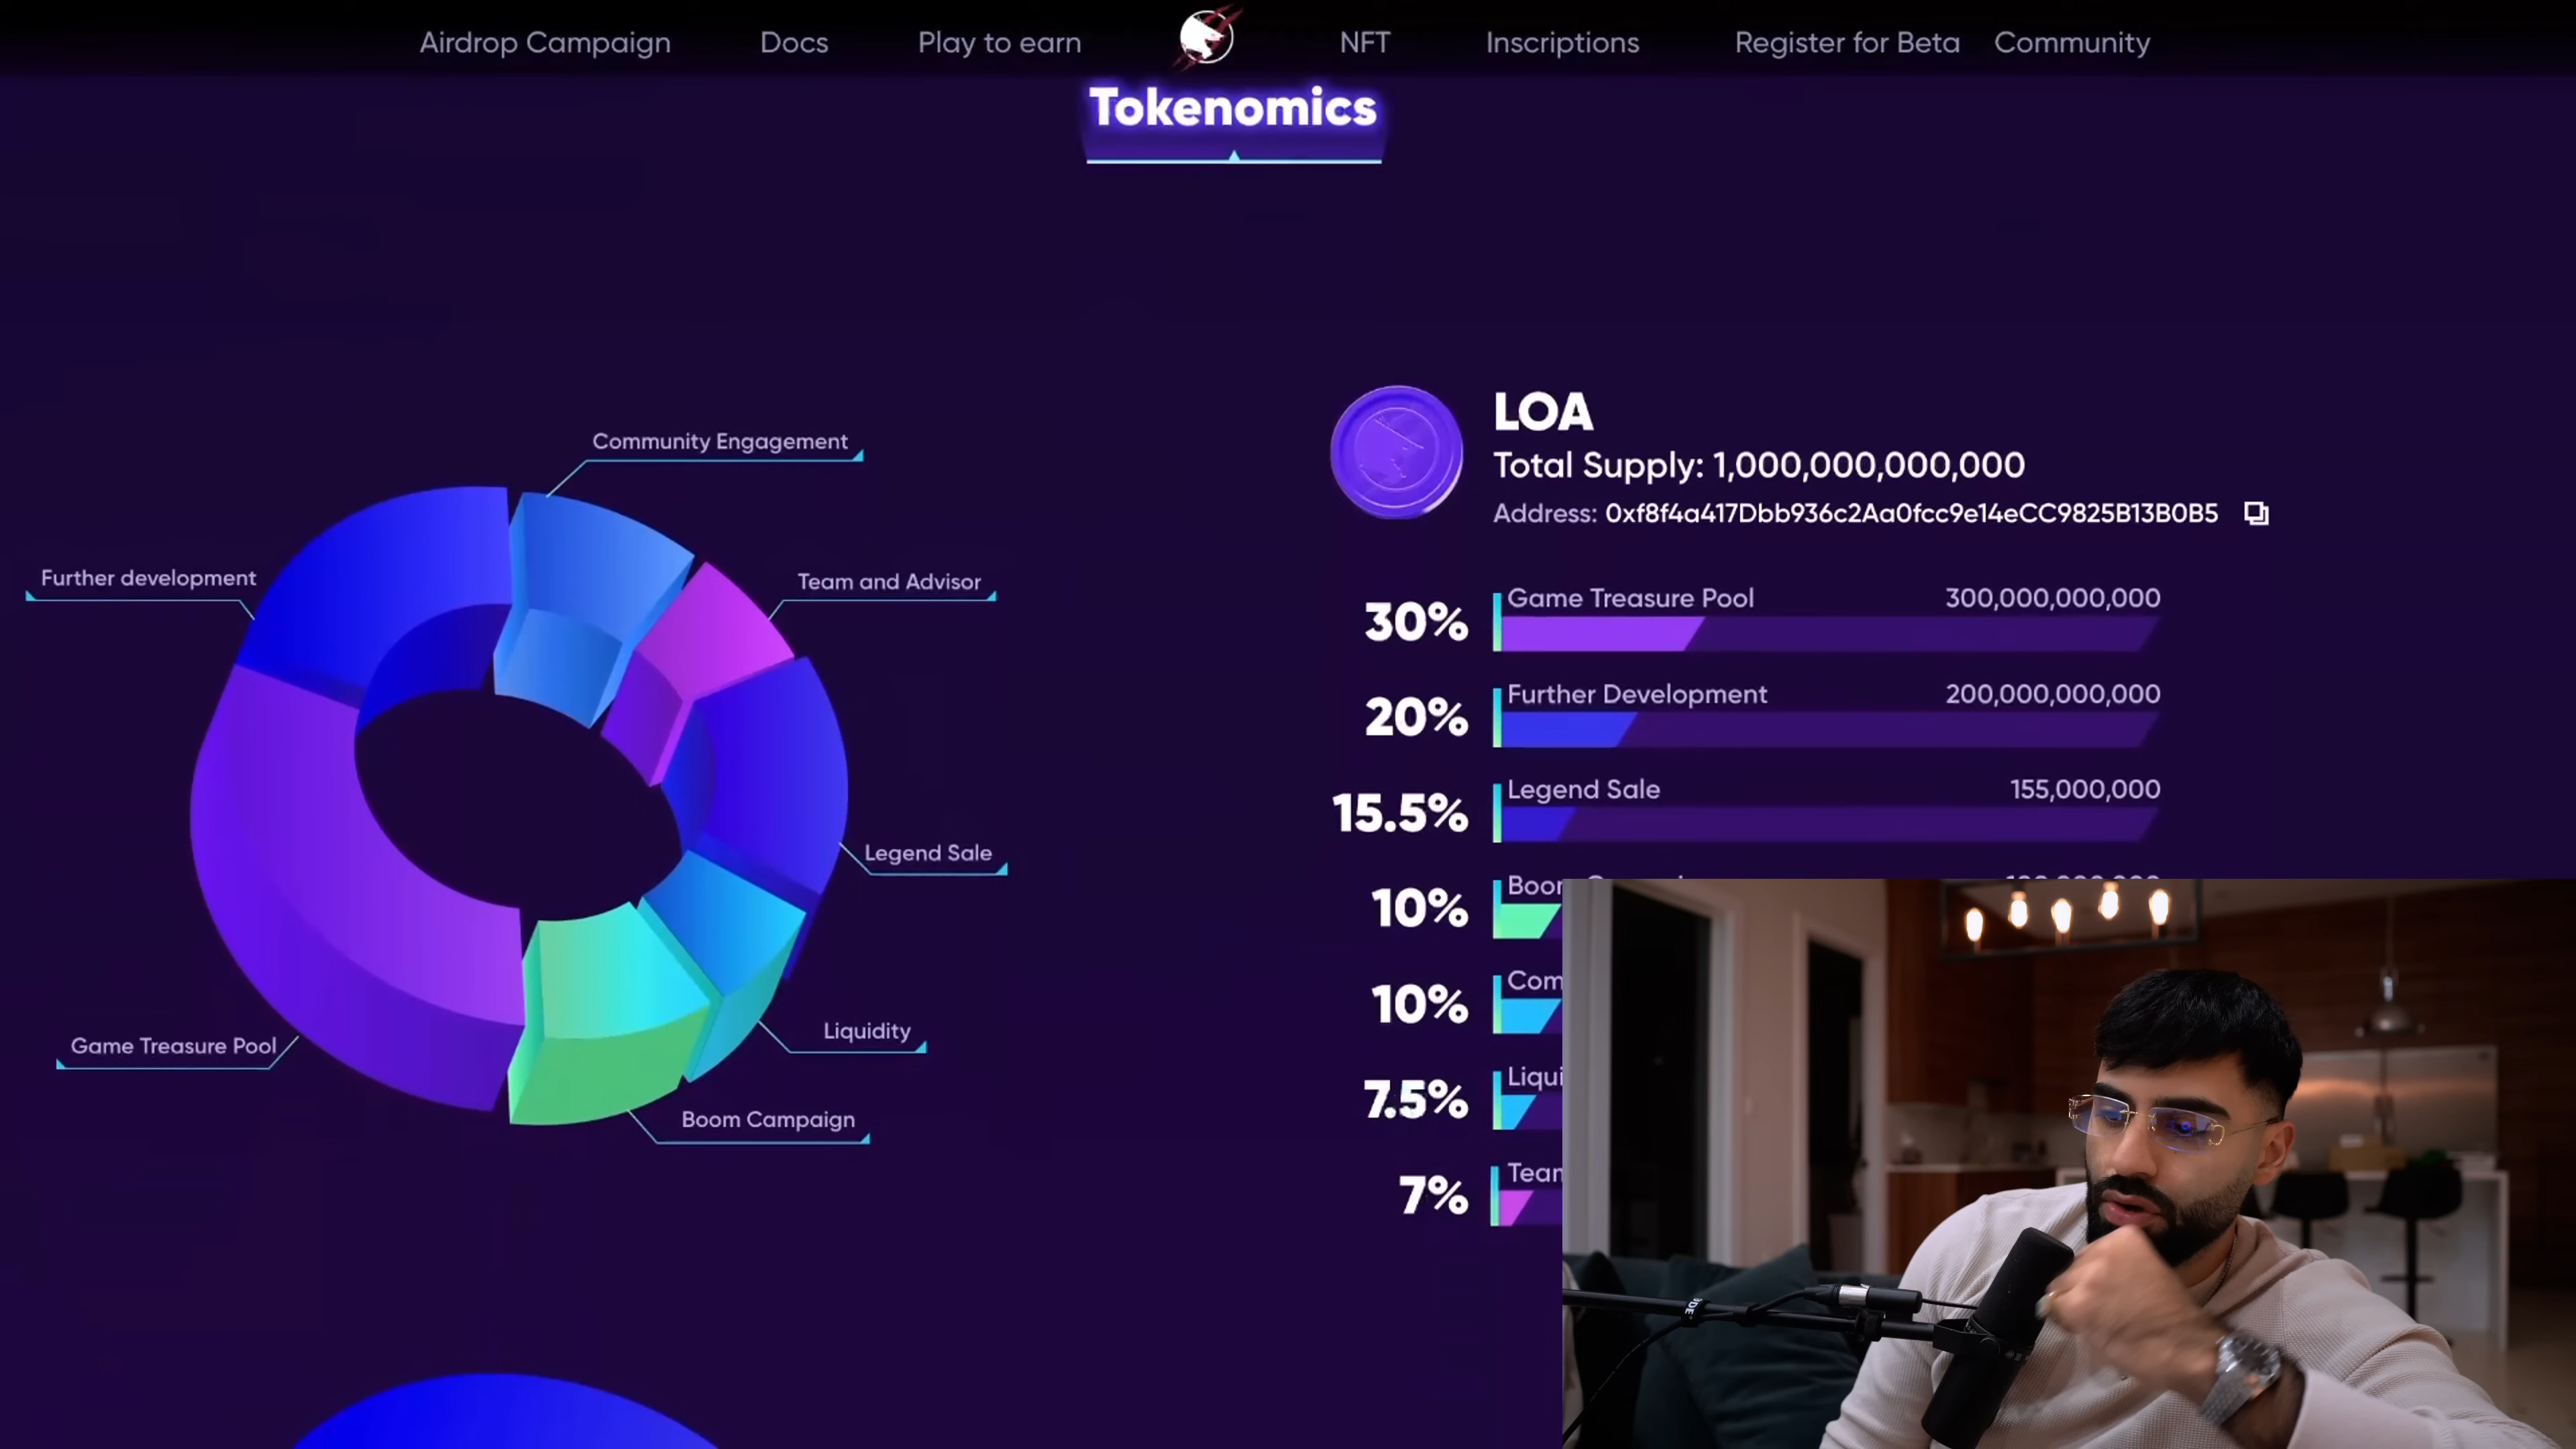 Airdrop Campaign Docs Play to earn NFT Inscriptions Register for Beta Community
Tokenomics
Community Engagement
Further development
Team and Advisor
Legend Sale
Game Treasure Pool
Liquidity
Boom Campaign
LOA
Total Supply: 1,000,000,000,000
Address: 0xf8f4a417Dbb936c2Aa0fcc9e14eCC9825B13B0B5
30% Game Treasure Pool 300,000,000,000
20% Further Development 200,000,000,000
15.5% Legend Sale 155,000,000
10%
10%
7.5%
7%